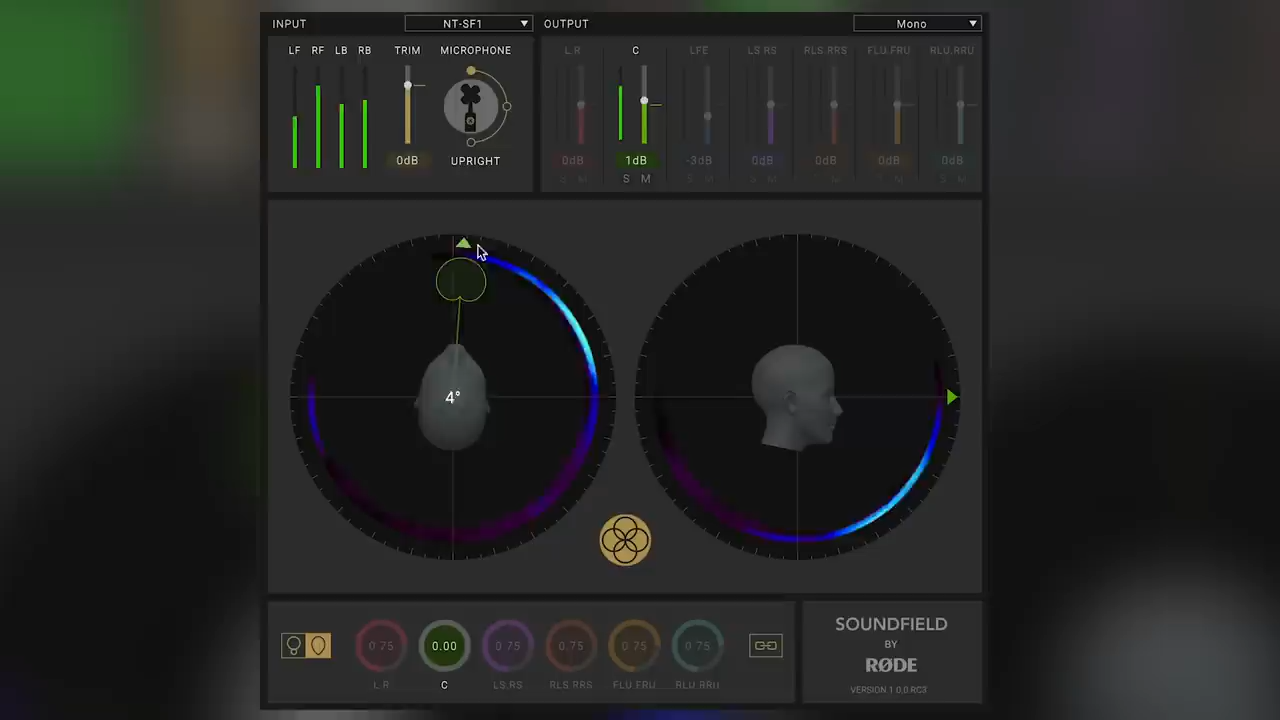 INPUT NT-SF1 OUTPUT Mono
LF RF LB RB TRIM MICROPHONE L.R C LFE LS.RS RLS.RRS FLU.FRU RLU.RRU
0dB UPRIGHT 0dB 1dB -3dB 0dB 0dB 0dB 0dB
S M S M S M S M S M S M S M
4°
0.75 0.00 0.75 0.75 0.75 0.75
L.R C LS.RS RLS.RRS FLU.FRU RLU.RRU
SOUNDFIELD
BY
RØDE
VERSION 1.0.0.RC3